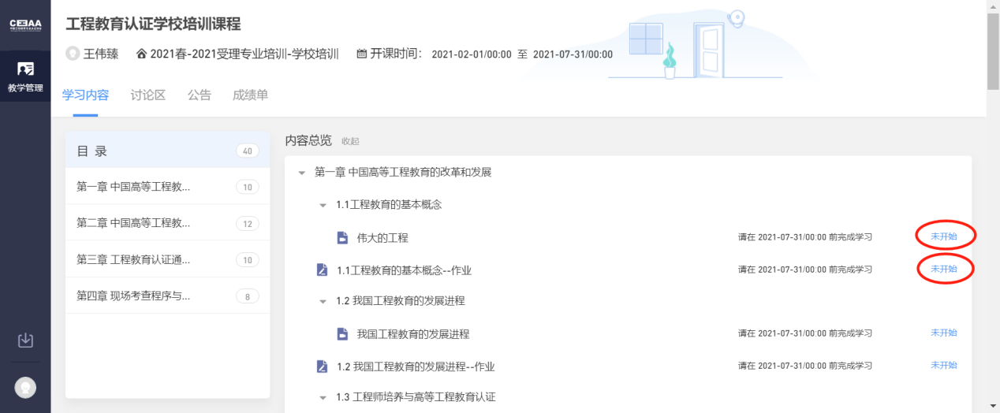 CEEAA
教学管理
工程教育认证学校培训课程
王伟臻 2021春-2021受理专业培训-学校培训 开课时间： 2021-02-01/00:00 至 2021-07-31/00:00
学习内容 讨论区 公告 成绩单
目 录 40
第一章 中国高等工程教... 10
第二章 中国高等工程教... 12
第三章 工程教育认证通... 10
第四章 现场考查程序与... 8
内容总览 收起
第一章 中国高等工程教育的改革和发展
1.1工程教育的基本概念
伟大的工程 请在 2021-07-31/00:00 前完成学习 未开始
1.1工程教育的基本概念--作业 请在 2021-07-31/00:00 前完成学习 未开始
1.2 我国工程教育的发展进程
我国工程教育的发展进程 请在 2021-07-31/00:00 前完成学习 未开始
1.2 我国工程教育的发展进程--作业 请在 2021-07-31/00:00 前完成学习 未开始
1.3 工程师培养与高等工程教育认证